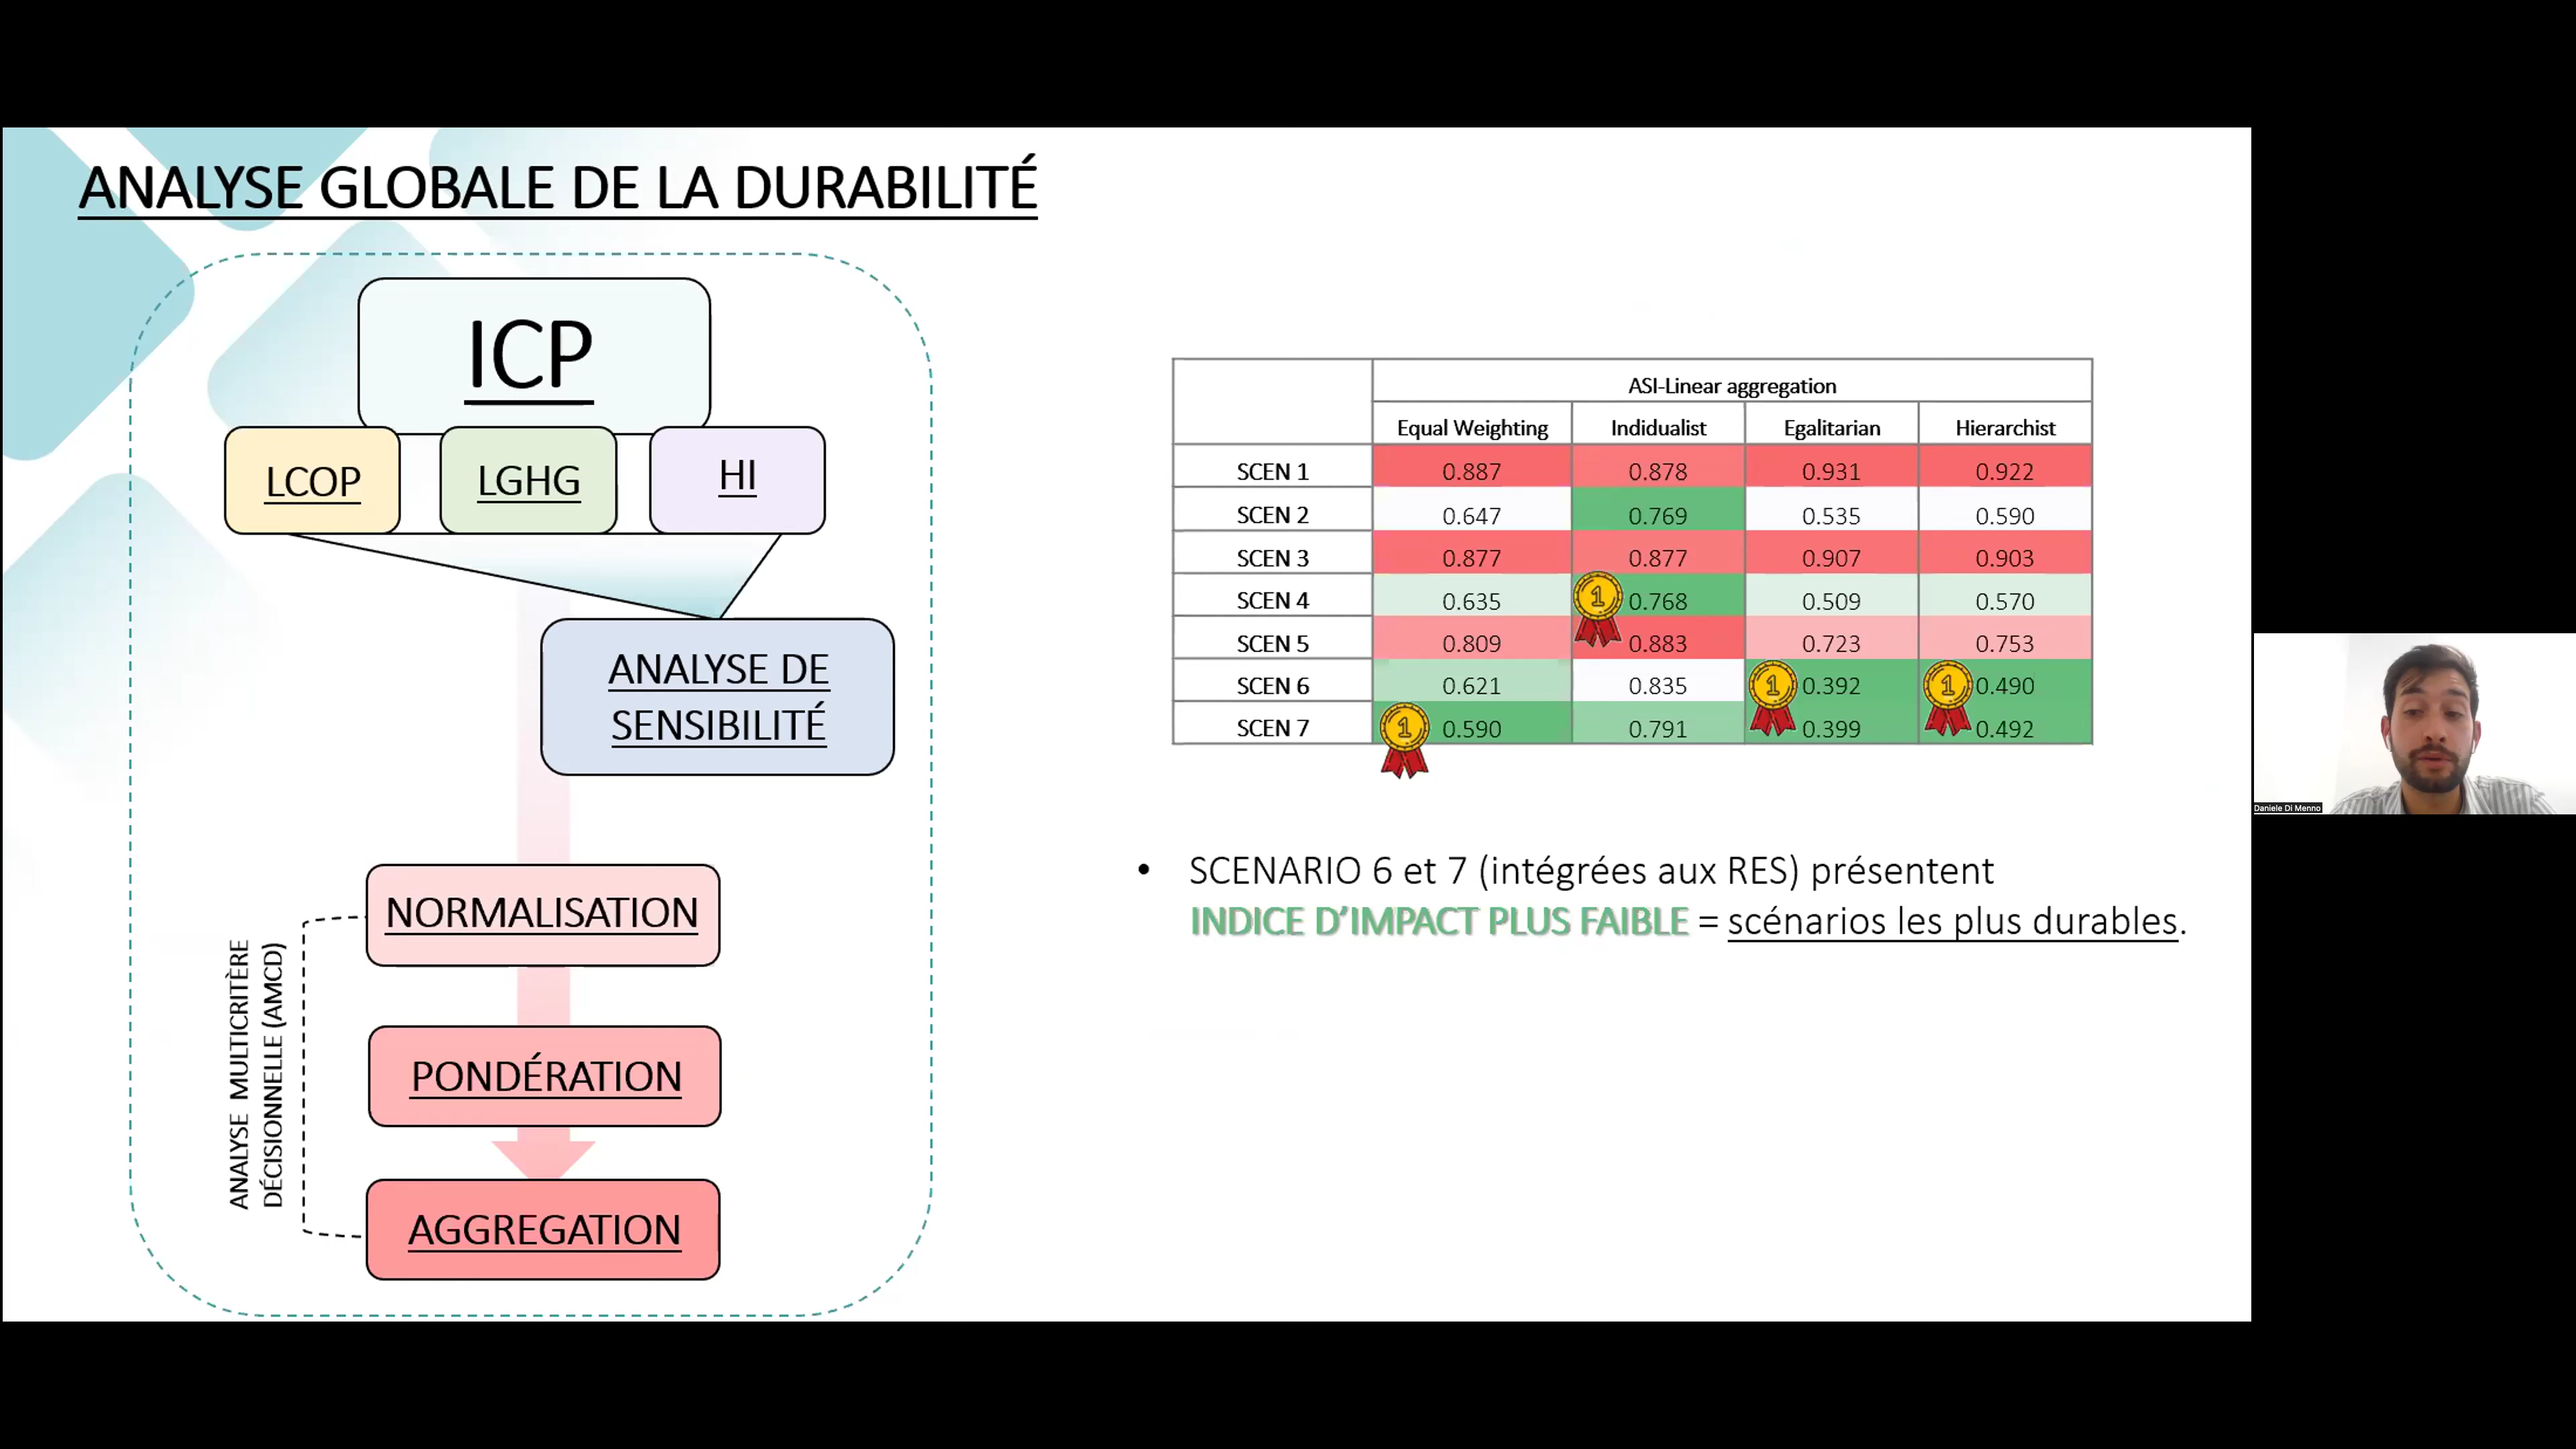 ANALYSE GLOBALE DE LA DURABILITÉ
ICP
LCOP LGHG HI
ANALYSE DE
SENSIBILITÉ
NORMALISATION
PONDÉRATION
AGGREGATION
ANALYSE MULTICRITÈRE
DÉCISIONNELLE (AMCD)
ASI-Linear aggregation
Equal Weighting Indidualist Egalitarian Hierarchist
SCEN 1 0.887 0.878 0.931 0.922
SCEN 2 0.647 0.769 0.535 0.590
SCEN 3 0.877 0.877 0.907 0.903
SCEN 4 0.635 1 0.768 0.509 0.570
SCEN 5 0.809 0.883 0.723 0.753
SCEN 6 0.621 0.835 1 0.392 1 0.490
SCEN 7 1 0.590 0.791 0.399 0.492
• SCENARIO 6 et 7 (intégrées aux RES) présentent
INDICE D’IMPACT PLUS FAIBLE = scénarios les plus durables.
Daniele Di Menno